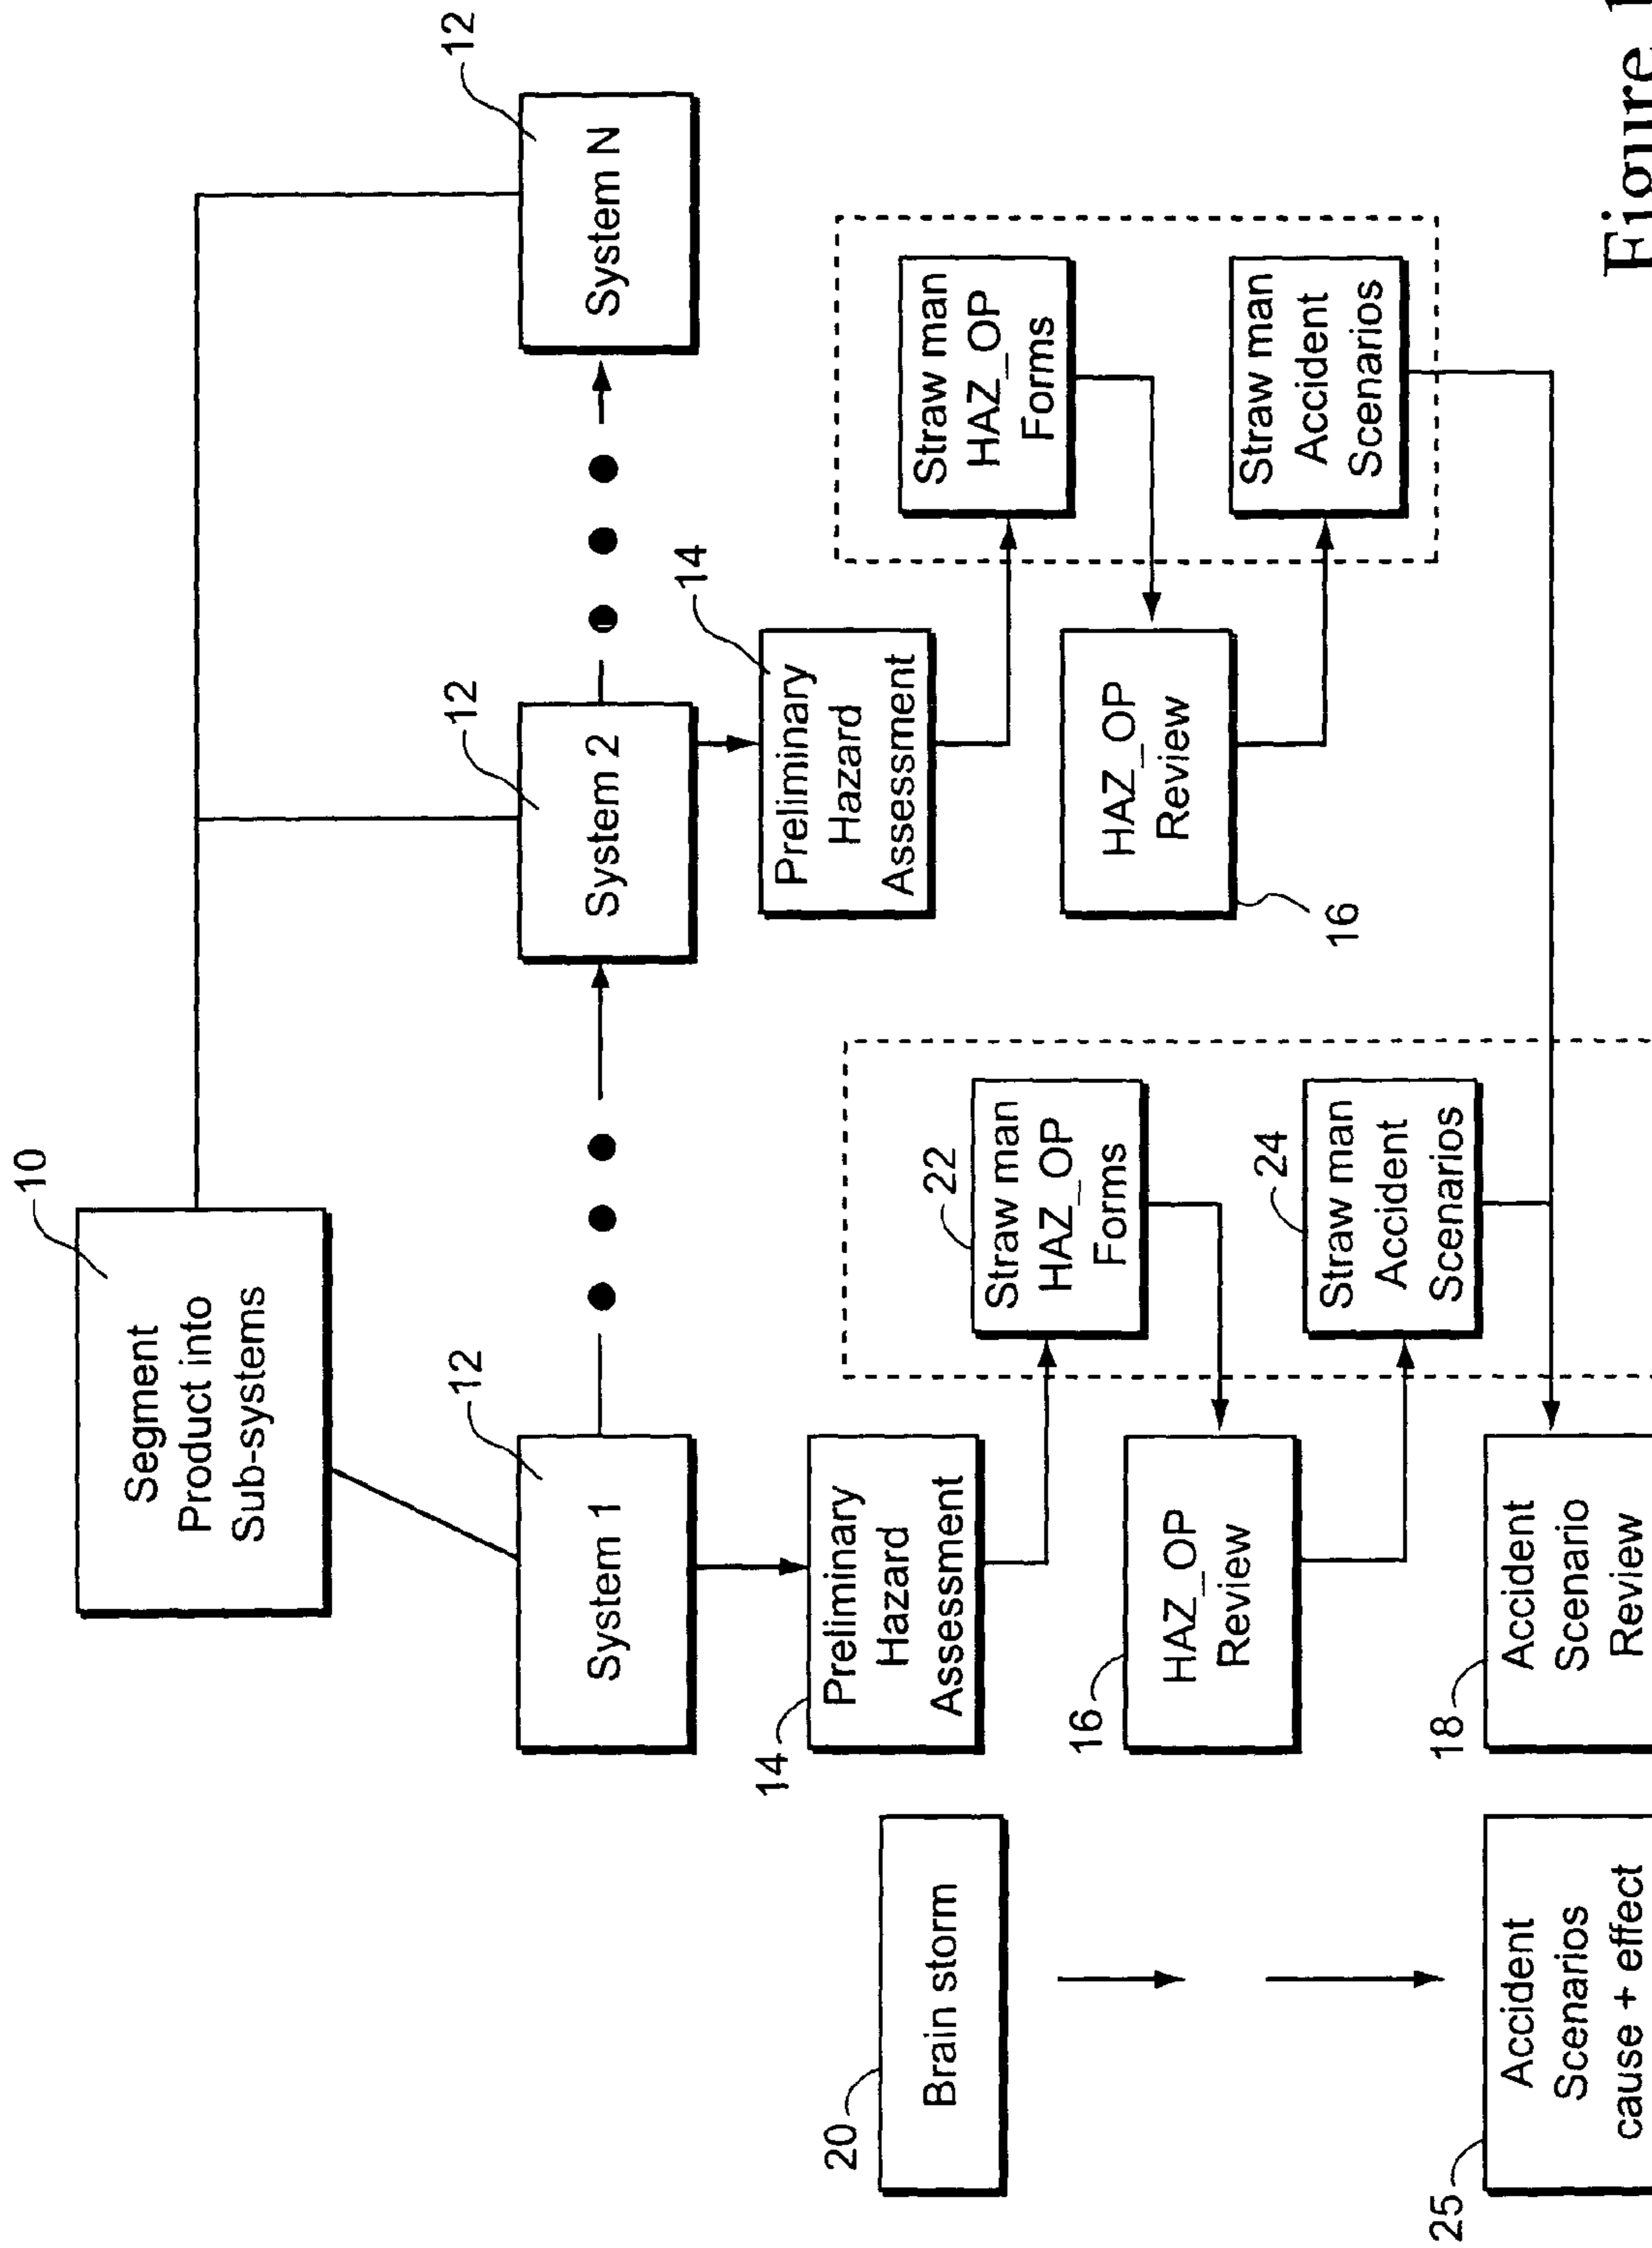 10
Segment
Product into
Sub-systems
12
System 1
12
System 2
12
System N
14
Preliminary
Hazard
Assessment
14
Preliminary
Hazard
Assessment
22
Straw man
HAZ_OP
Forms
Straw man
HAZ_OP
Forms
16
HAZ_OP
Review
HAZ_OP
Review
16
24
Straw man
Accident
Scenarios
Straw man
Accident
Scenarios
20
Brain storm
18
Accident
Scenario
Review
25
Accident
Scenarios
cause + effect
Figure 1